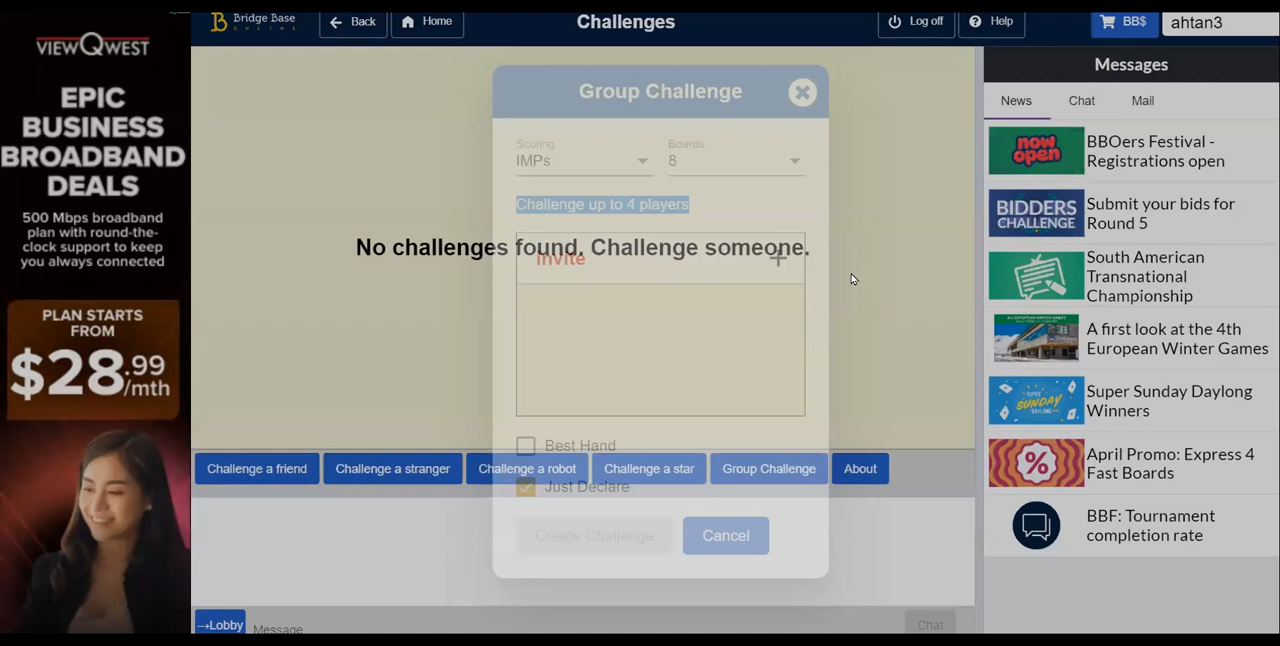 VIEWQWEST
EPIC
BUSINESS
BROADBAND
DEALS
500 Mbps broadband
plan with round-the-
clock support to keep
you always connected
PLAN STARTS
FROM
$28.99
/mth
Bridge Base
ONLINE
Back
Home
Challenges
Log off
Help
BB$
ahtan3
Group Challenge
Scoring
Boards
IMPs
8
Challenge up to 4 players
No challenges found. Challenge someone.
Invite
+
Best Hand
Challenge a friend
Challenge a stranger
Challenge a robot
Challenge a star
Group Challenge
About
Just Declare
Create Challenge
Cancel
→Lobby
Message
Chat
Messages
News
Chat
Mail
now
open
BBOers Festival -
Registrations open
BIDDERS
CHALLENGE
Submit your bids for
Round 5
South American
Transnational
Championship
A first look at the 4th
European Winter Games
SUPER
SUNDAY
DAYLONG
Super Sunday Daylong
Winners
%
April Promo: Express 4
Fast Boards
BBF: Tournament
completion rate